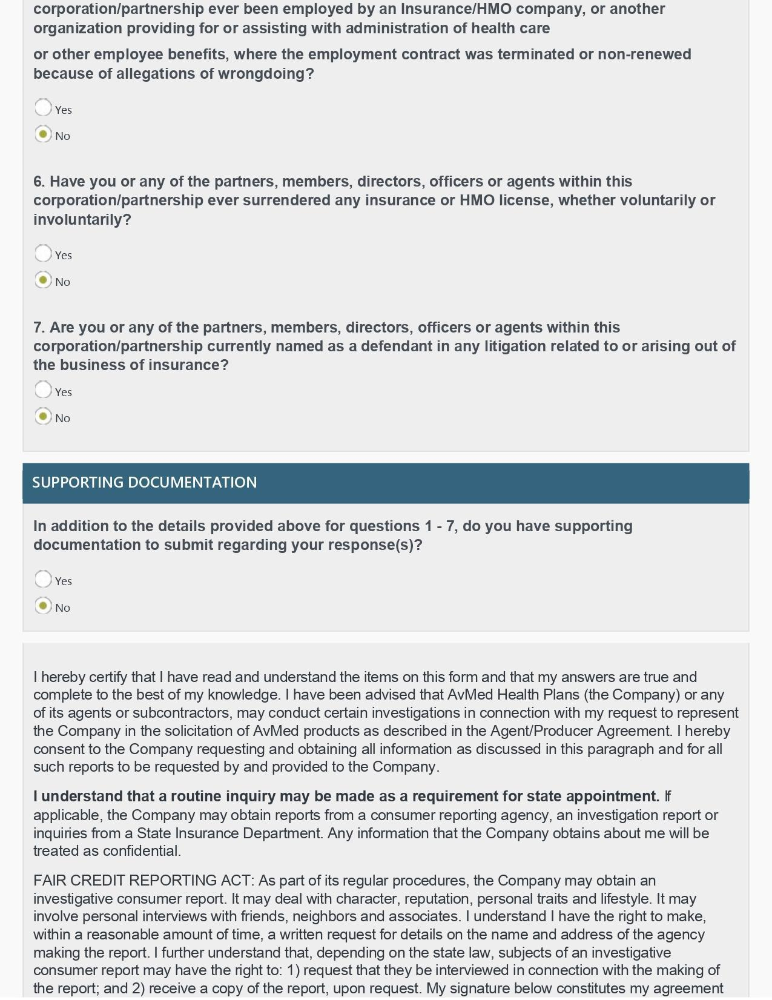 corporation/partnership ever been employed by an Insurance/HMO company, or another
organization providing for or assisting with administration of health care
or other employee benefits, where the employment contract was terminated or non-renewed
because of allegations of wrongdoing?
Yes
No
6. Have you or any of the partners, members, directors, officers or agents within this
corporation/partnership ever surrendered any insurance or HMO license, whether voluntarily or
involuntarily?
Yes
No
7. Are you or any of the partners, members, directors, officers or agents within this
corporation/partnership currently named as a defendant in any litigation related to or arising out of
the business of insurance?
Yes
No
SUPPORTING DOCUMENTATION
In addition to the details provided above for questions 1 - 7, do you have supporting
documentation to submit regarding your response(s)?
Yes
No
I hereby certify that I have read and understand the items on this form and that my answers are true and
complete to the best of my knowledge. I have been advised that AvMed Health Plans (the Company) or any
of its agents or subcontractors, may conduct certain investigations in connection with my request to represent
the Company in the solicitation of AvMed products as described in the Agent/Producer Agreement. I hereby
consent to the Company requesting and obtaining all information as discussed in this paragraph and for all
such reports to be requested by and provided to the Company.
I understand that a routine inquiry may be made as a requirement for state appointment. If
applicable, the Company may obtain reports from a consumer reporting agency, an investigation report or
inquiries from a State Insurance Department. Any information that the Company obtains about me will be
treated as confidential.
FAIR CREDIT REPORTING ACT: As part of its regular procedures, the Company may obtain an
investigative consumer report. It may deal with character, reputation, personal traits and lifestyle. It may
involve personal interviews with friends, neighbors and associates. I understand I have the right to make,
within a reasonable amount of time, a written request for details on the name and address of the agency
making the report. I further understand that, depending on the state law, subjects of an investigative
consumer report may have the right to: 1) request that they be interviewed in connection with the making of
the report; and 2) receive a copy of the report, upon request. My signature below constitutes my agreement